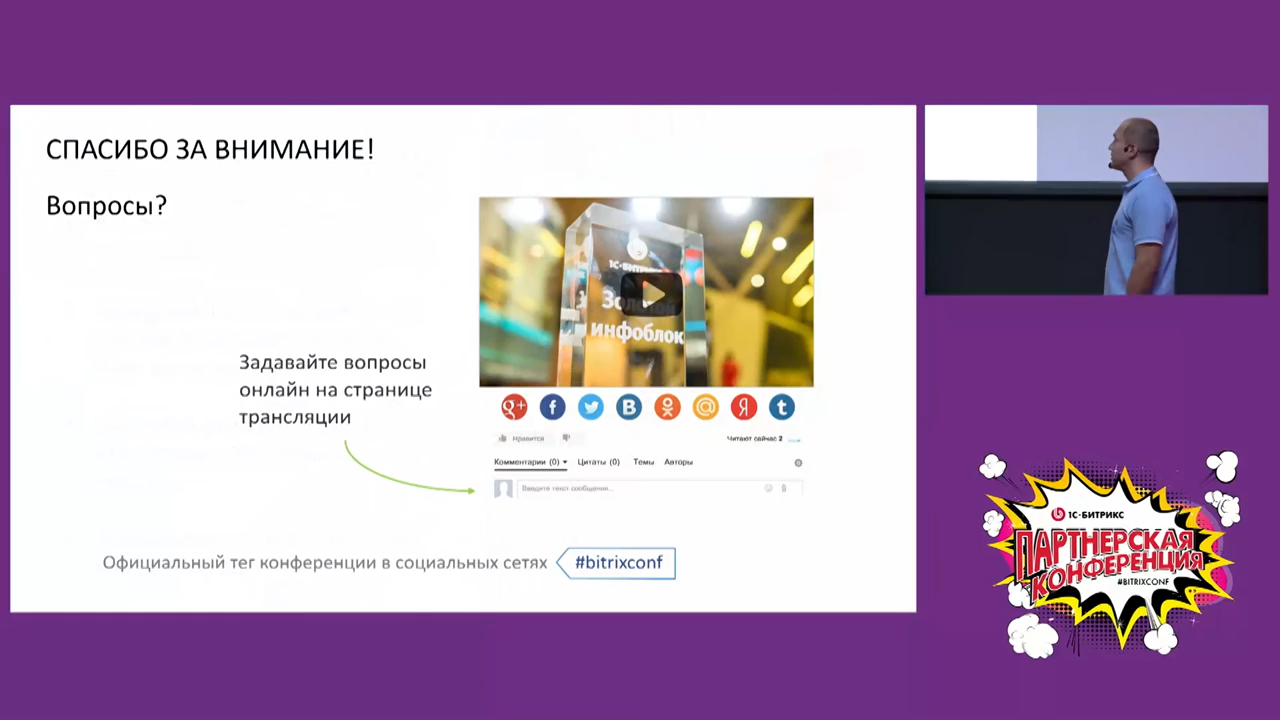 СПАСИБО ЗА ВНИМАНИЕ!
Вопросы?
1С-БИТРИКС
инфоблок
Задавайте вопросы
онлайн на странице
трансляции
Нравится
Читают сейчас 2
Комментарии (0) Цитаты (0) Темы Авторы
Введите текст сообщения...
Официальный тег конференции в социальных сетях #bitrixconf
1С-БИТРИКС
ПАРТНЕРСКАЯ
КОНФЕРЕНЦИЯ
#BITRIXCONF